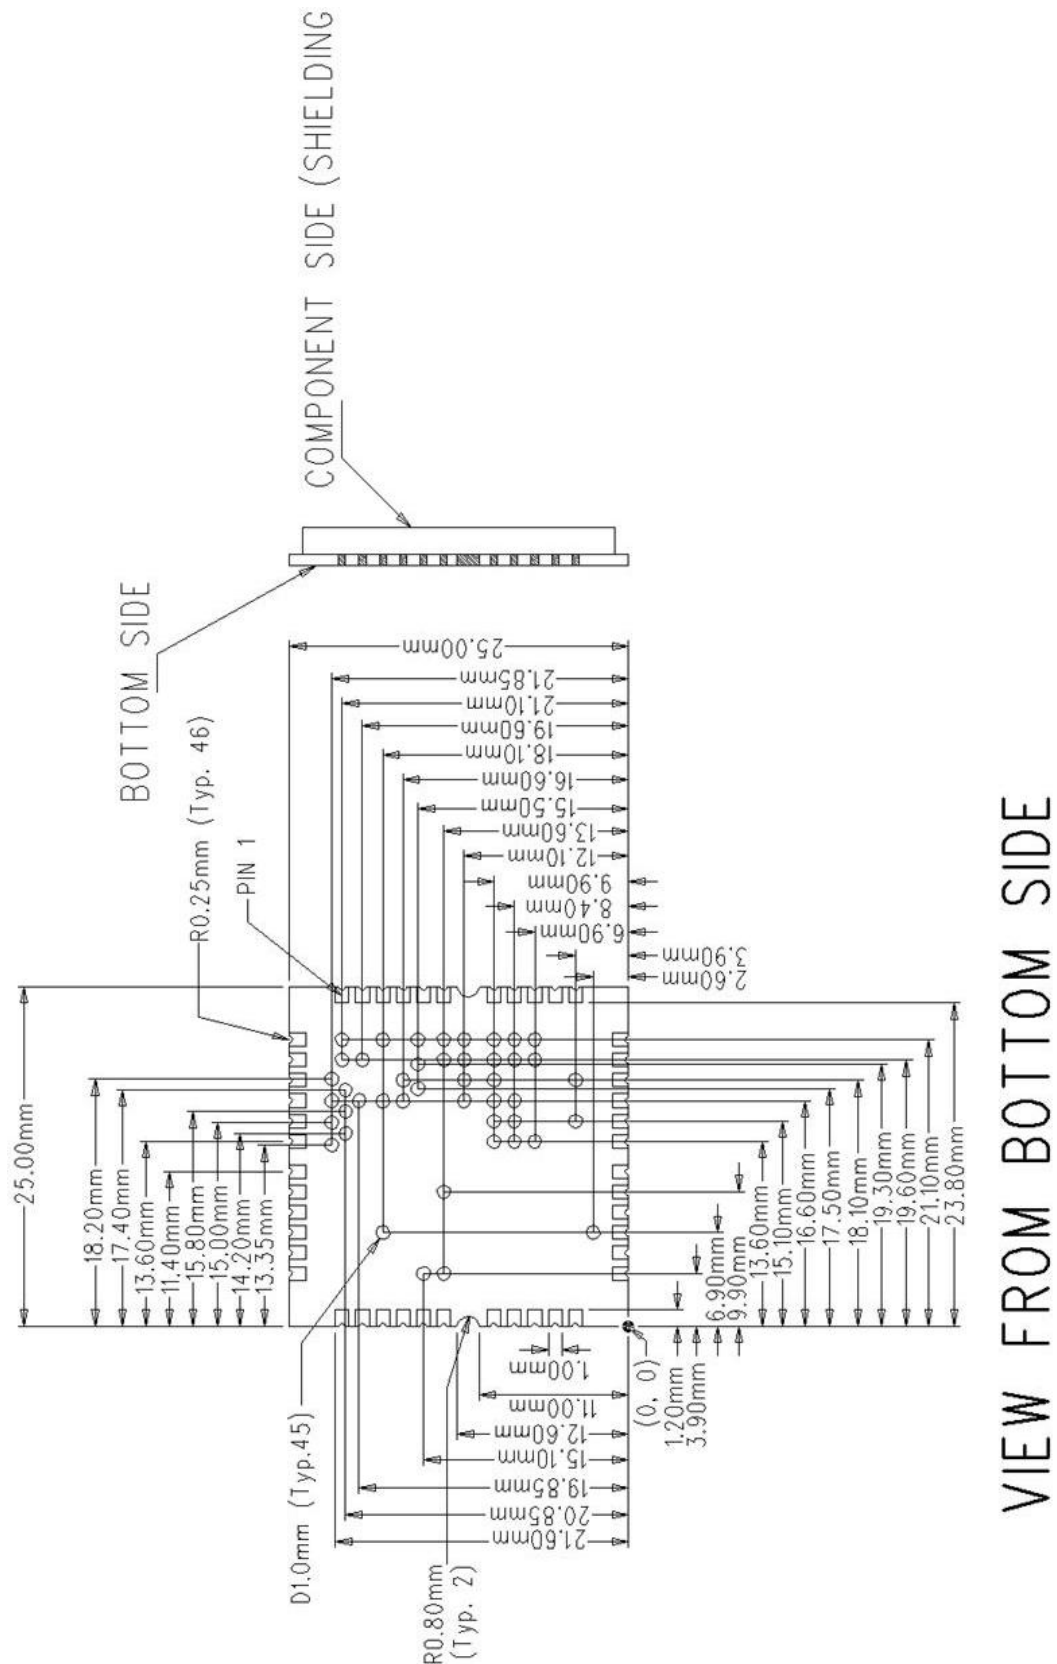 COMPONENT SIDE (SHIELDING
BOTTOM SIDE
R0.25mm (Typ. 46)
PIN 1
25.00mm
21.85mm
21.10mm
19.60mm
18.10mm
16.60mm
15.50mm
13.60mm
12.10mm
9.90mm
8.40mm
6.90mm
3.90mm
2.60mm
25.00mm
18.20mm
17.40mm
13.60mm
11.40mm
15.80mm
15.00mm
14.20mm
13.35mm
6.90mm
9.90mm
13.60mm
15.10mm
16.60mm
17.50mm
18.10mm
19.30mm
19.60mm
21.10mm
23.80mm
D1.0mm (Typ.45)
R0.80mm
(Typ. 2)
21.60mm
20.85mm
19.85mm
15.10mm
12.60mm
11.00mm
1.00mm
(0, 0)
1.20mm
3.90mm
VIEW FROM BOTTOM SIDE